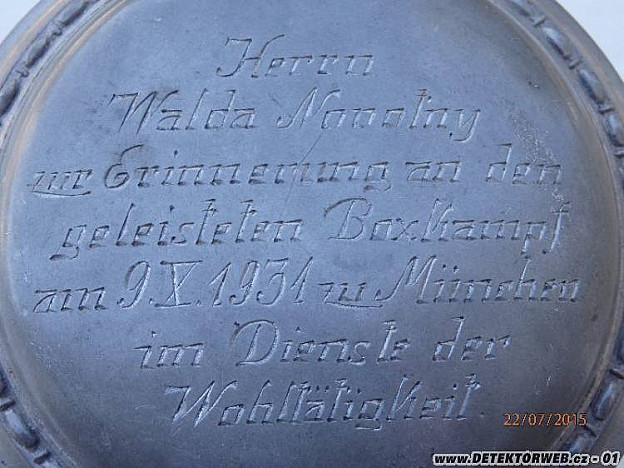 Herrn
Walda Novotny
zur Erinnerung an den
geleisteten Boxkampf
am 9.X.1931 zu München
im Dienste der
Wohltätigkeit.
22/07/2015
www.DETEKTORWEB.cz - 01